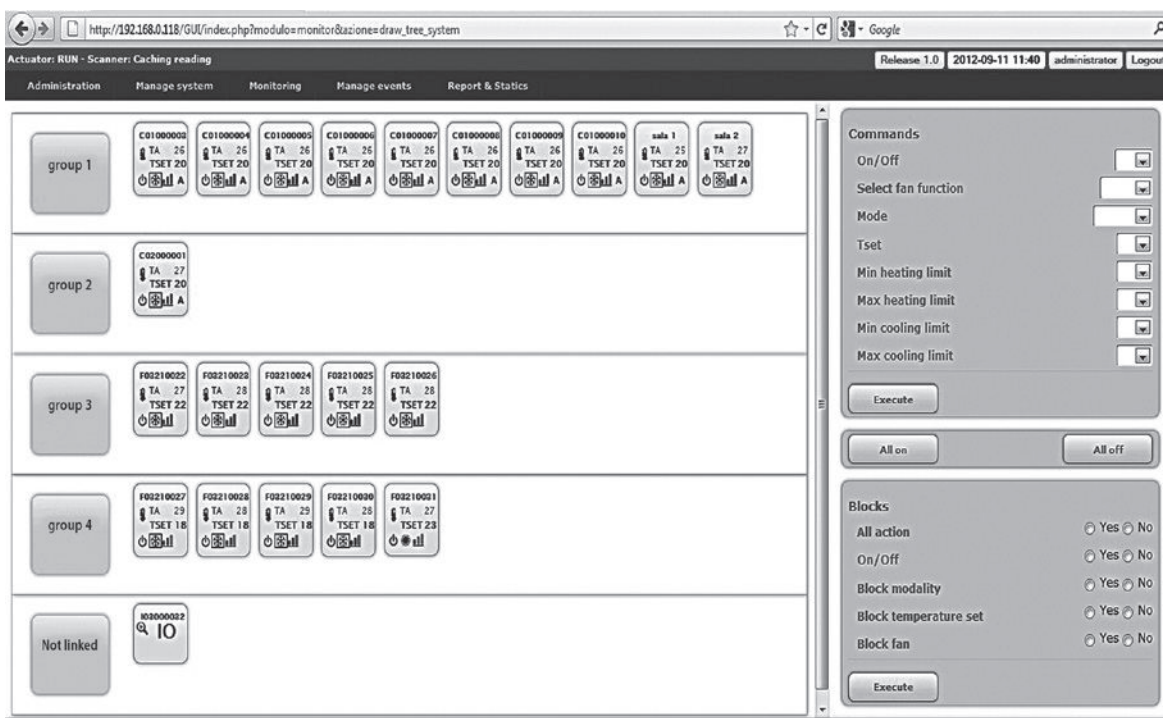 http://192.168.0.118/GUI/index.php?modulo=monitor&azione=draw_tree_system
Google
Actuator: RUN - Scanner: Caching reading
Release 1.0 2012-09-11 11:40 administrator Logout
Administration Manage system Monitoring Manage events Report & Statics
group 1
C01000003 C01000004 C01000005 C01000006 C01000007 C01000008 C01000009 C01000010 sala 1 sala 2
TA 26 TA 26 TA 26 TA 26 TA 26 TA 26 TA 26 TA 26 TA 25 TA 27
TSET 20 TSET 20 TSET 20 TSET 20 TSET 20 TSET 20 TSET 20 TSET 20 TSET 20 TSET 20
A A A A A A A A A A
group 2
C02000001
TA 27
TSET 20
A
group 3
F03210022 F03210023 F03210024 F03210025 F03210026
TA 27 TA 28 TA 28 TA 28 TA 28
TSET 22 TSET 22 TSET 22 TSET 22 TSET 22
group 4
F03210027 F03210028 F03210029 F03210030 F03210031
TA 29 TA 28 TA 29 TA 28 TA 27
TSET 18 TSET 18 TSET 18 TSET 18 TSET 23
Not linked
I03000022
IO
Commands
On/Off
Select fan function
Mode
Tset
Min heating limit
Max heating limit
Min cooling limit
Max cooling limit
Execute
All on All off
Blocks
All action Yes No
On/Off Yes No
Block modality Yes No
Block temperature set Yes No
Block fan Yes No
Execute